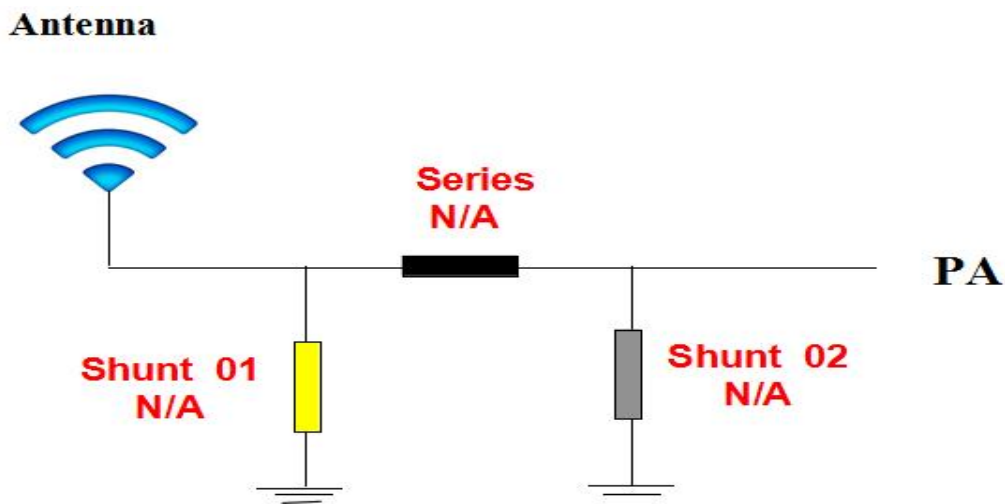 Antenna
Series
N/A
PA
Shunt 01
N/A
Shunt 02
N/A